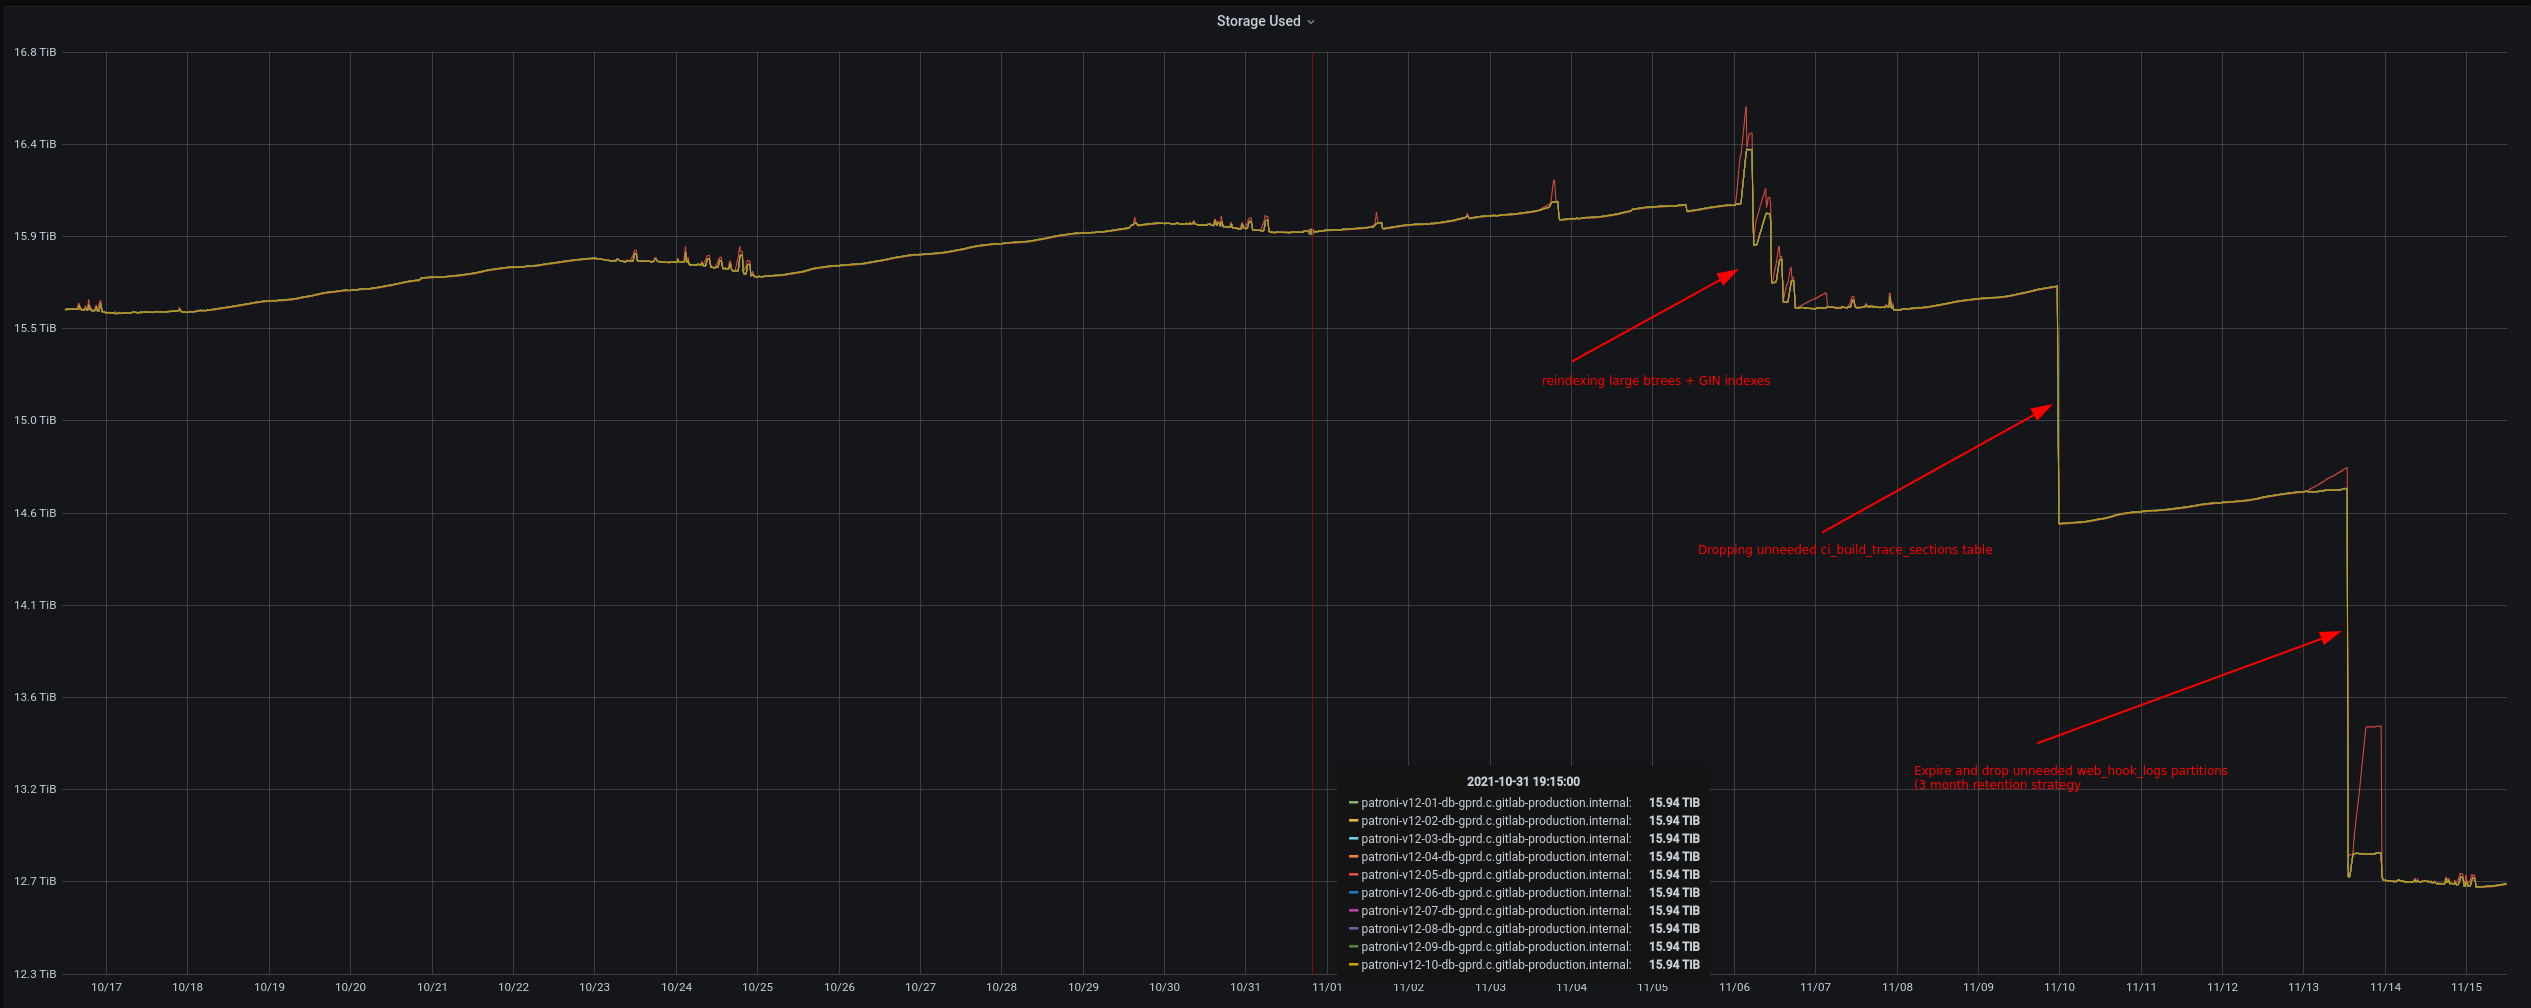 Storage Used
16.8 TiB
16.4 TiB
15.9 TiB
15.5 TiB
15.0 TiB
14.6 TiB
14.1 TiB
13.6 TiB
13.2 TiB
12.7 TiB
12.3 TiB
reindexing large btrees + GIN indexes
Dropping unneeded ci_build_trace_sections table
Expire and drop unneeded web_hook_logs partitions
(3 month retention strategy
2021-10-31 19:15:00
patroni-v12-01-db-gprd.c.gitlab-production.internal: 15.94 TIB
patroni-v12-02-db-gprd.c.gitlab-production.internal: 15.94 TIB
patroni-v12-03-db-gprd.c.gitlab-production.internal: 15.94 TIB
patroni-v12-04-db-gprd.c.gitlab-production.internal: 15.94 TIB
patroni-v12-05-db-gprd.c.gitlab-production.internal: 15.94 TIB
patroni-v12-06-db-gprd.c.gitlab-production.internal: 15.94 TIB
patroni-v12-07-db-gprd.c.gitlab-production.internal: 15.94 TIB
patroni-v12-08-db-gprd.c.gitlab-production.internal: 15.94 TIB
patroni-v12-09-db-gprd.c.gitlab-production.internal: 15.94 TIB
patroni-v12-10-db-gprd.c.gitlab-production.internal: 15.94 TIB
10/17 10/18 10/19 10/20 10/21 10/22 10/23 10/24 10/25 10/26 10/27 10/28 10/29 10/30 10/31 11/01 11/02 11/03 11/04 11/05 11/06 11/07 11/08 11/09 11/10 11/11 11/12 11/13 11/14 11/15